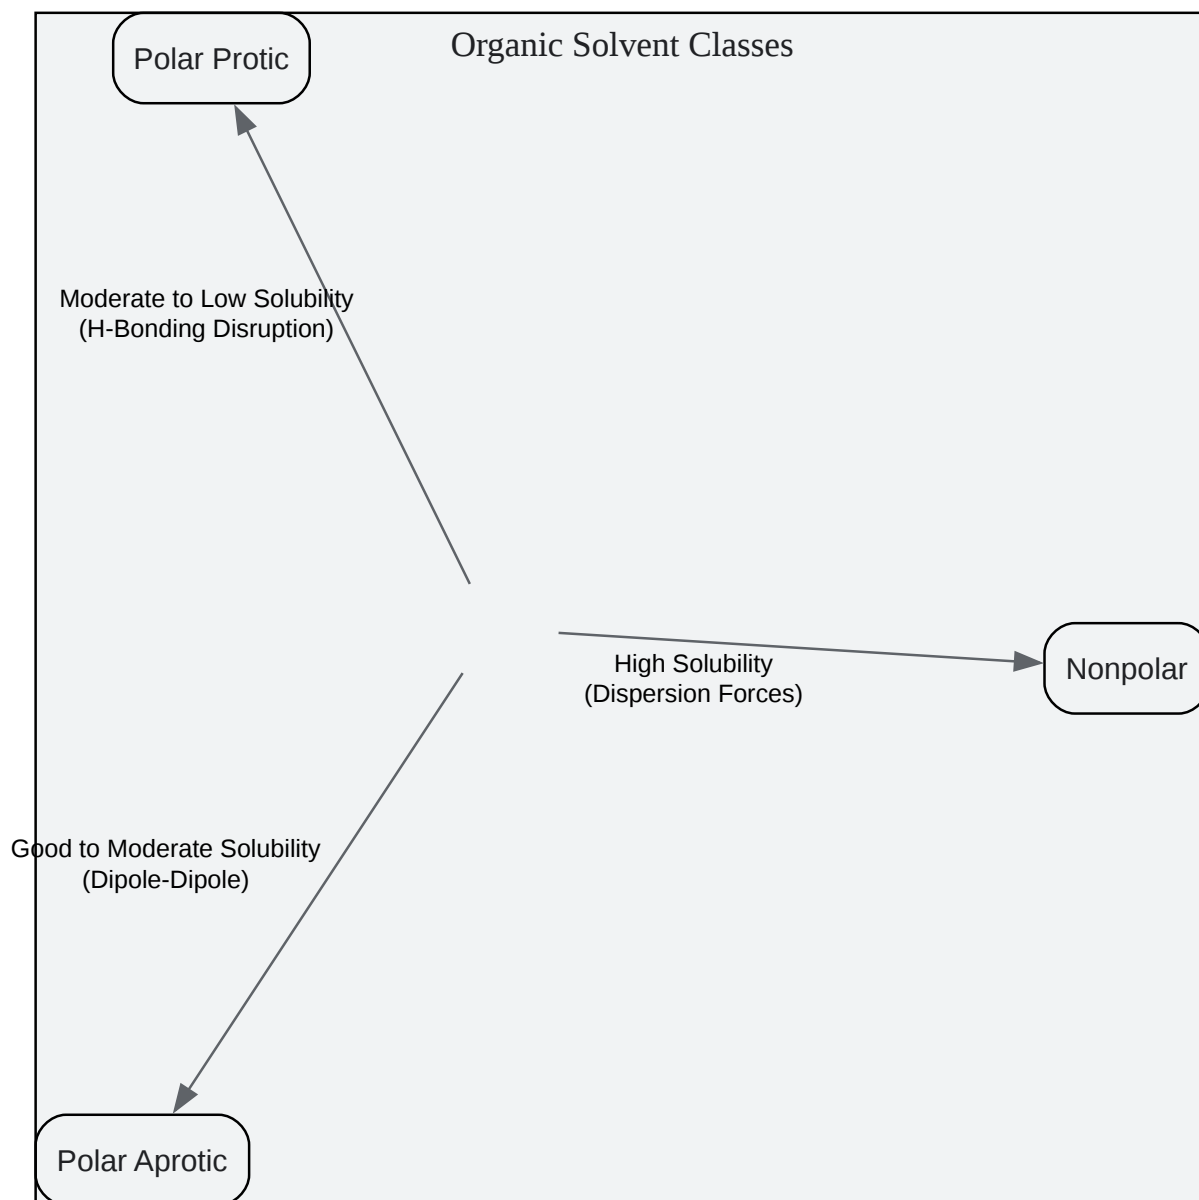 Organic Solvent Classes
Polar Protic
Moderate to Low Solubility
(H-Bonding Disruption)
High Solubility
(Dispersion Forces)
Nonpolar
Good to Moderate Solubility
(Dipole-Dipole)
Polar Aprotic